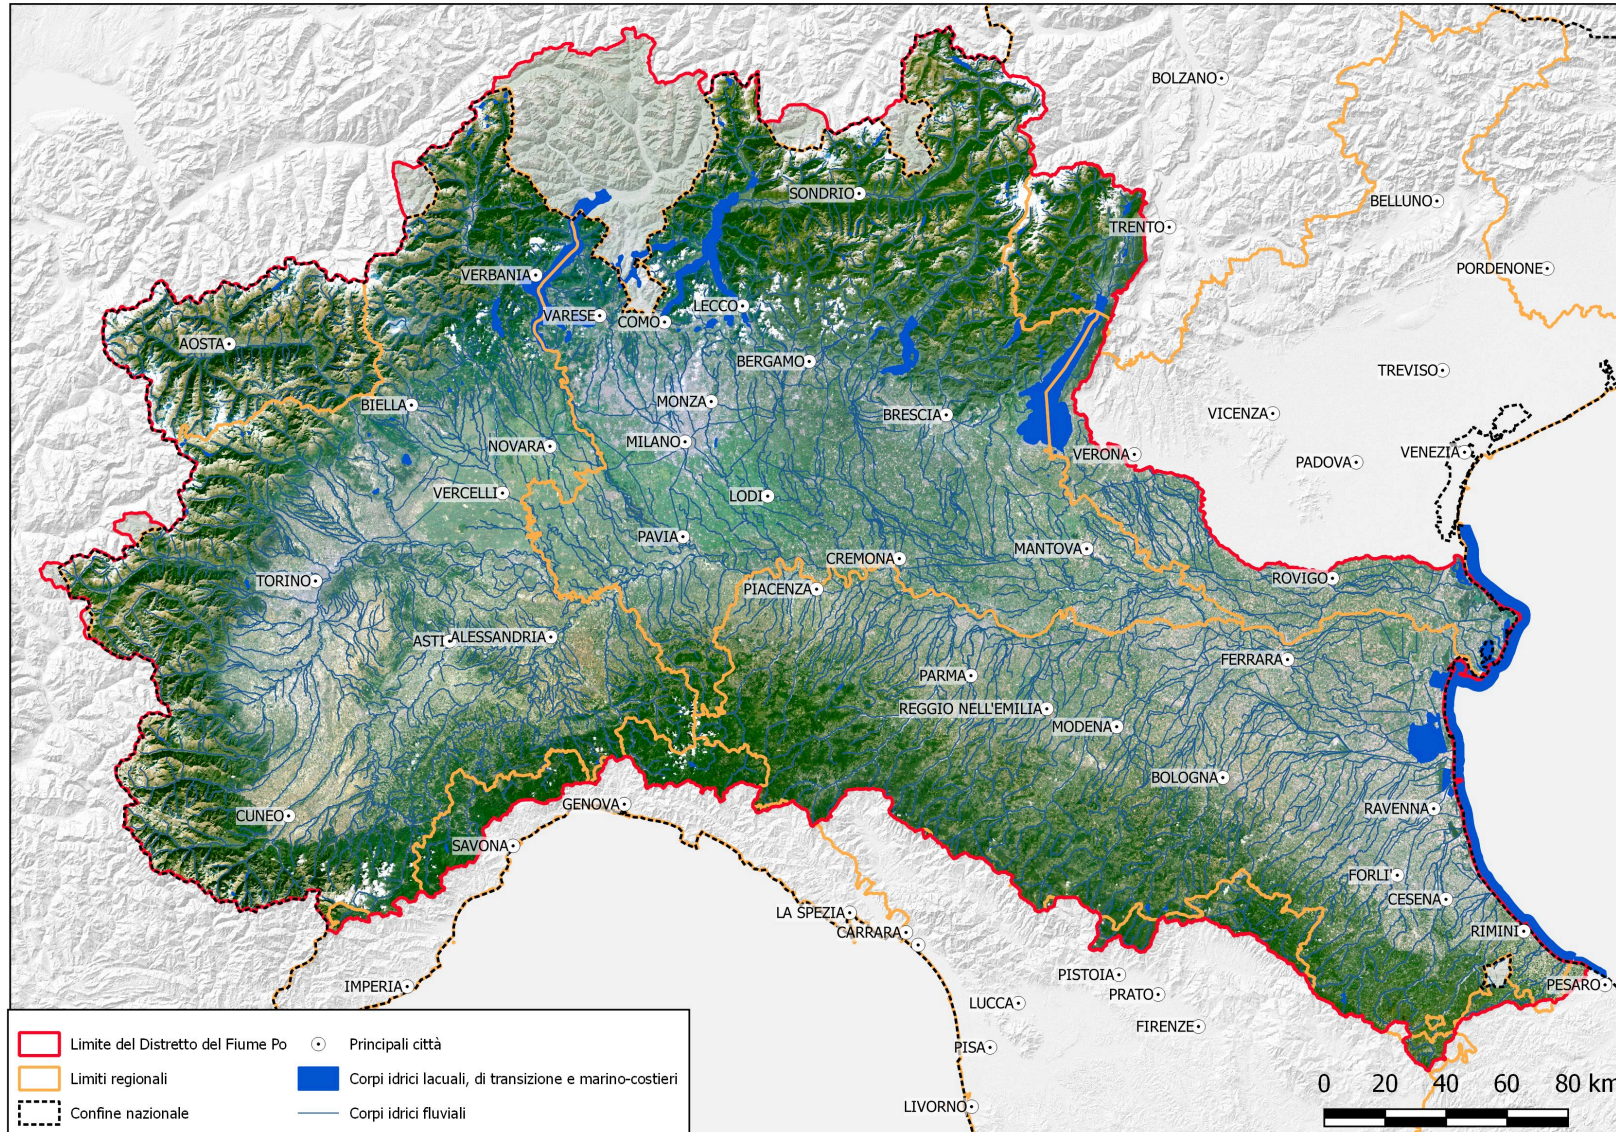 BOLZANO
SONDRIO
BELLUNO
TRENTO
PORDENONE
VERBANIA
LECCO
VARESE
COMO
AOSTA
BERGAMO
TREVISO
MONZA
BIELLA
BRESCIA
VICENZA
MILANO
NOVARA
VERONA
VENEZIA
PADOVA
VERCELLI
LODI
PAVIA
CREMONA
MANTOVA
TORINO
ROVIGO
PIACENZA
ASTI
ALESSANDRIA
FERRARA
PARMA
REGGIO NELL'EMILIA
MODENA
BOLOGNA
GENOVA
RAVENNA
CUNEO
SAVONA
FORLI'
CESENA
LA SPEZIA
CARRARA
RIMINI
PISTOIA
IMPERIA
PESARO
PRATO
LUCCA
FIRENZE
PISA
LIVORNO
Limite del Distretto del Fiume Po
Principali città
Limiti regionali
Corpi idrici lacuali, di transizione e marino-costieri
Confine nazionale
Corpi idrici fluviali
0 20 40 60 80 km